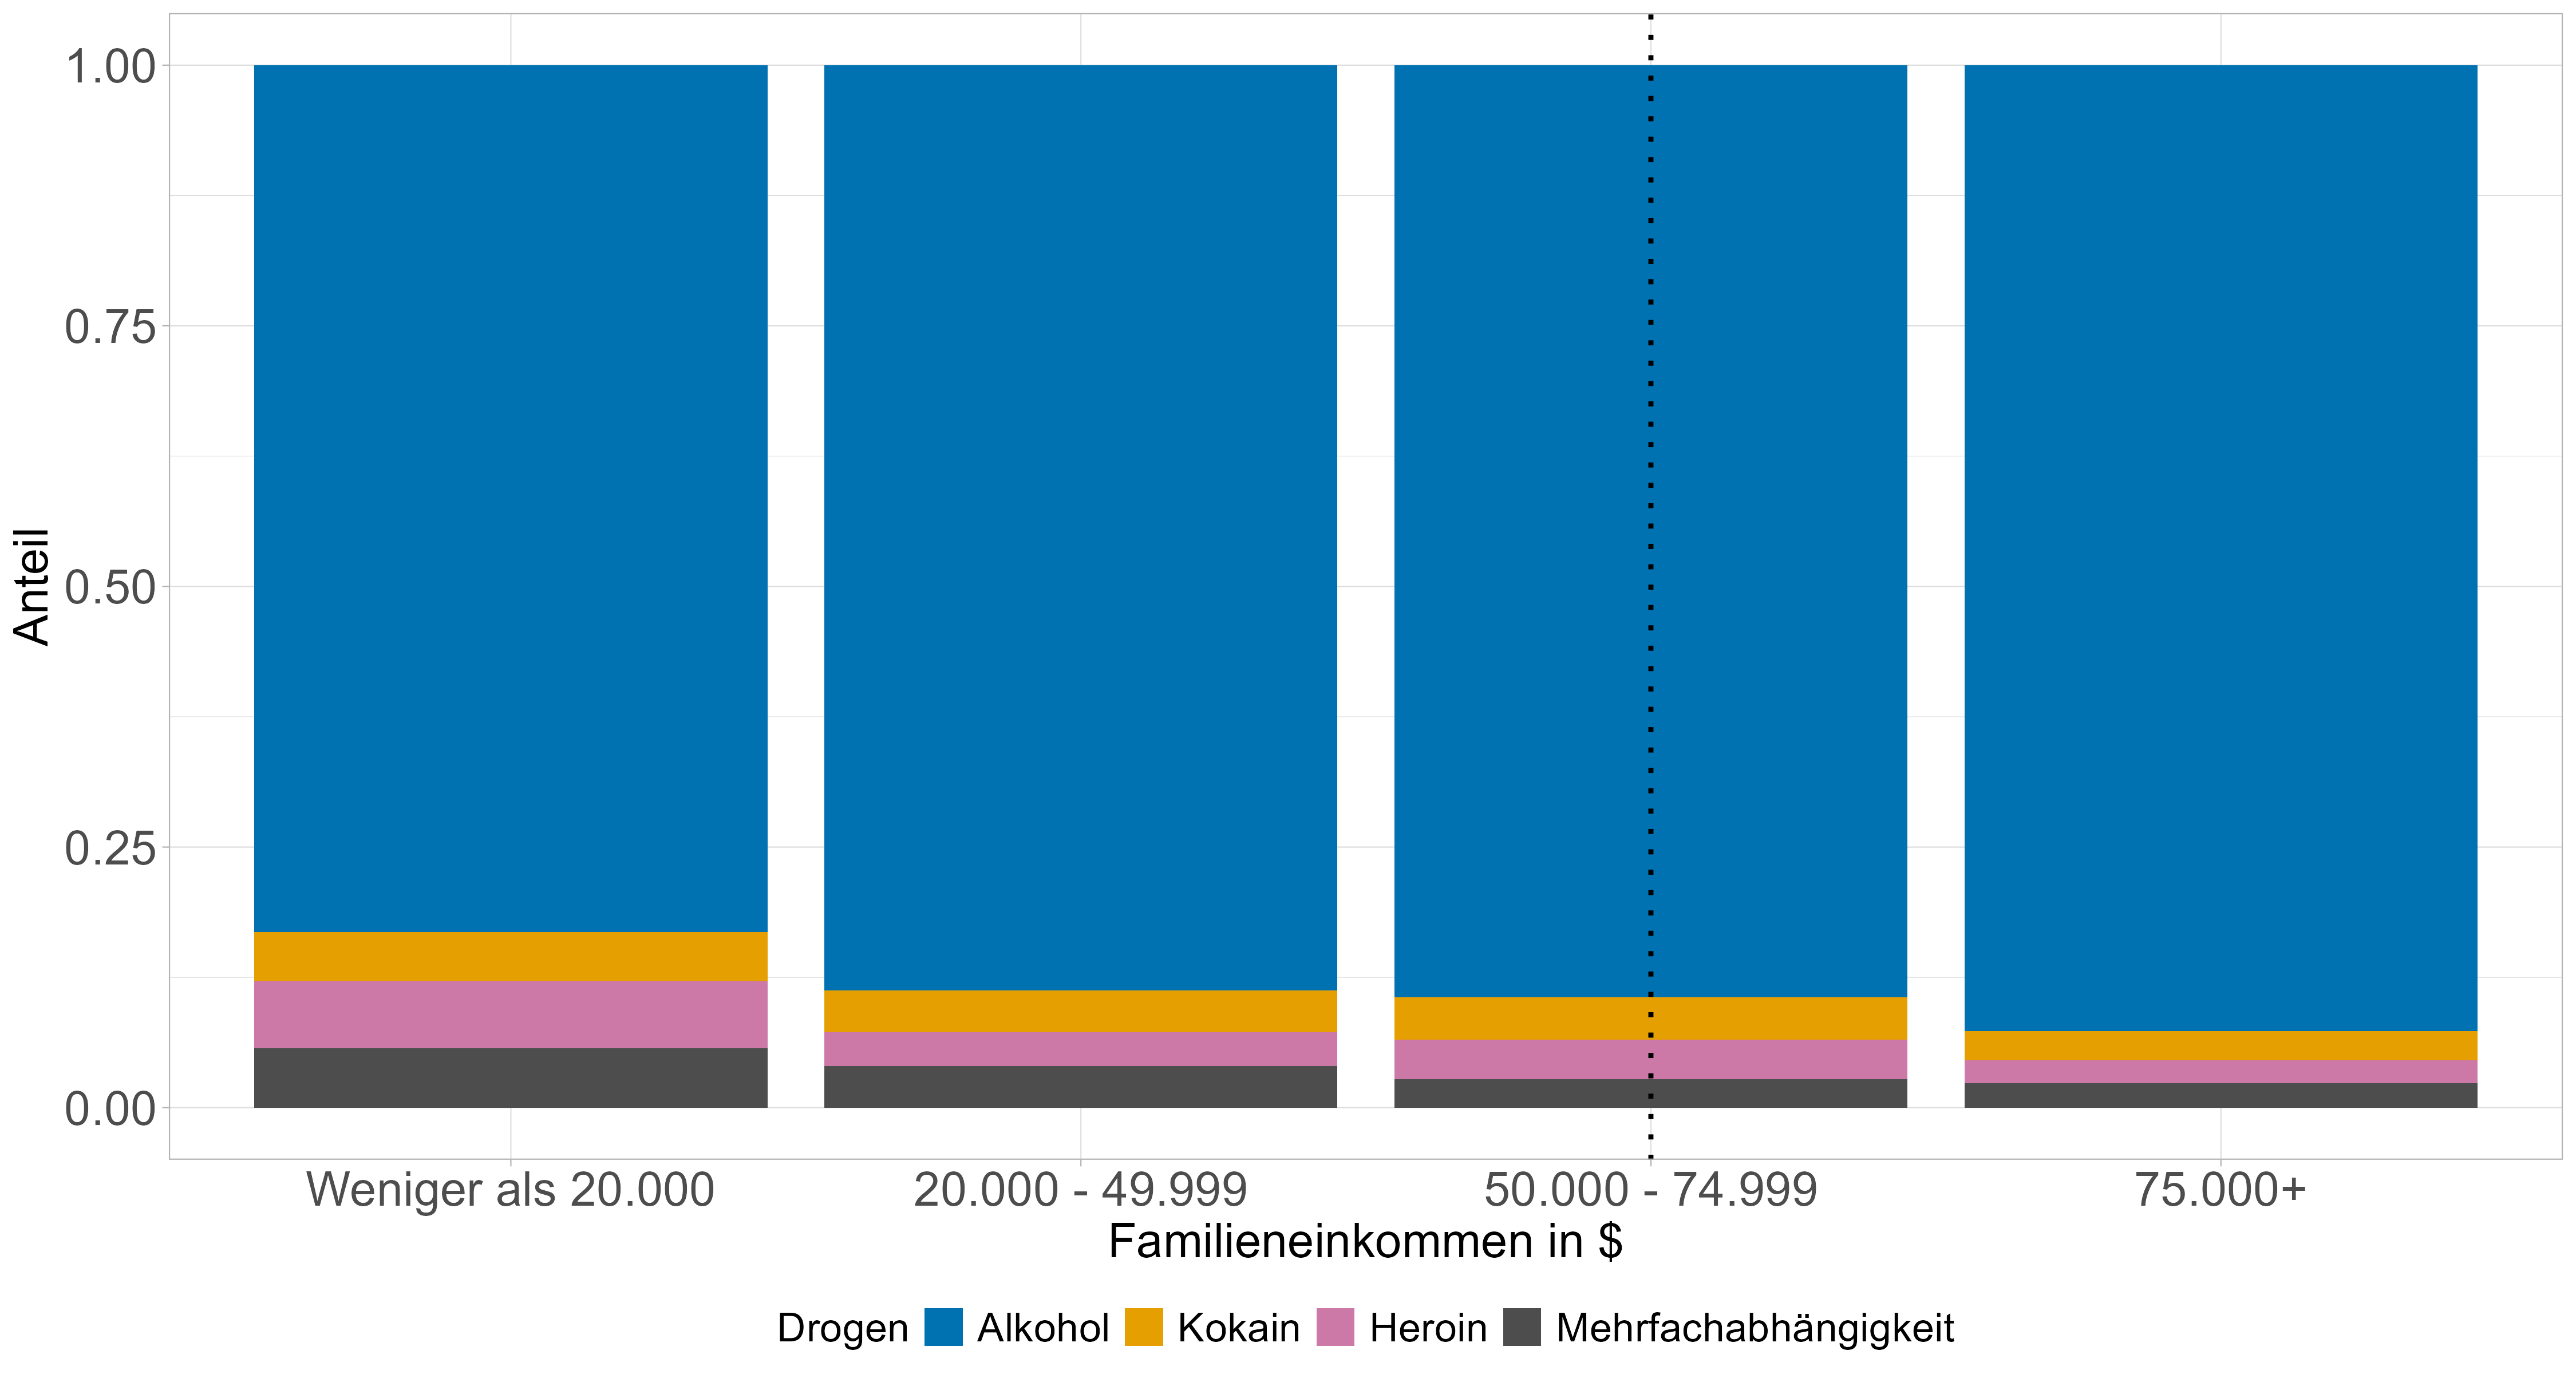 Anteil
1.00
0.75
0.50
0.25
0.00
Weniger als 20.000
20.000 - 49.999
50.000 - 74.999
75.000+
Familieneinkommen in $
Drogen Alkohol Kokain Heroin Mehrfachabhängigkeit